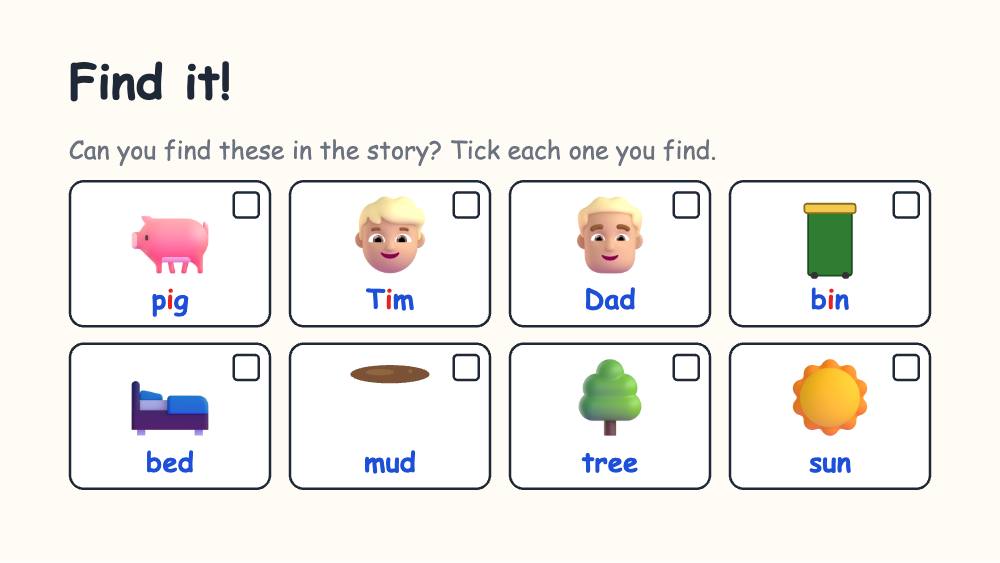 Find it!
Can you find these in the story? Tick each one you find.
pig
Tim
Dad
bin
bed
mud
tree
sun